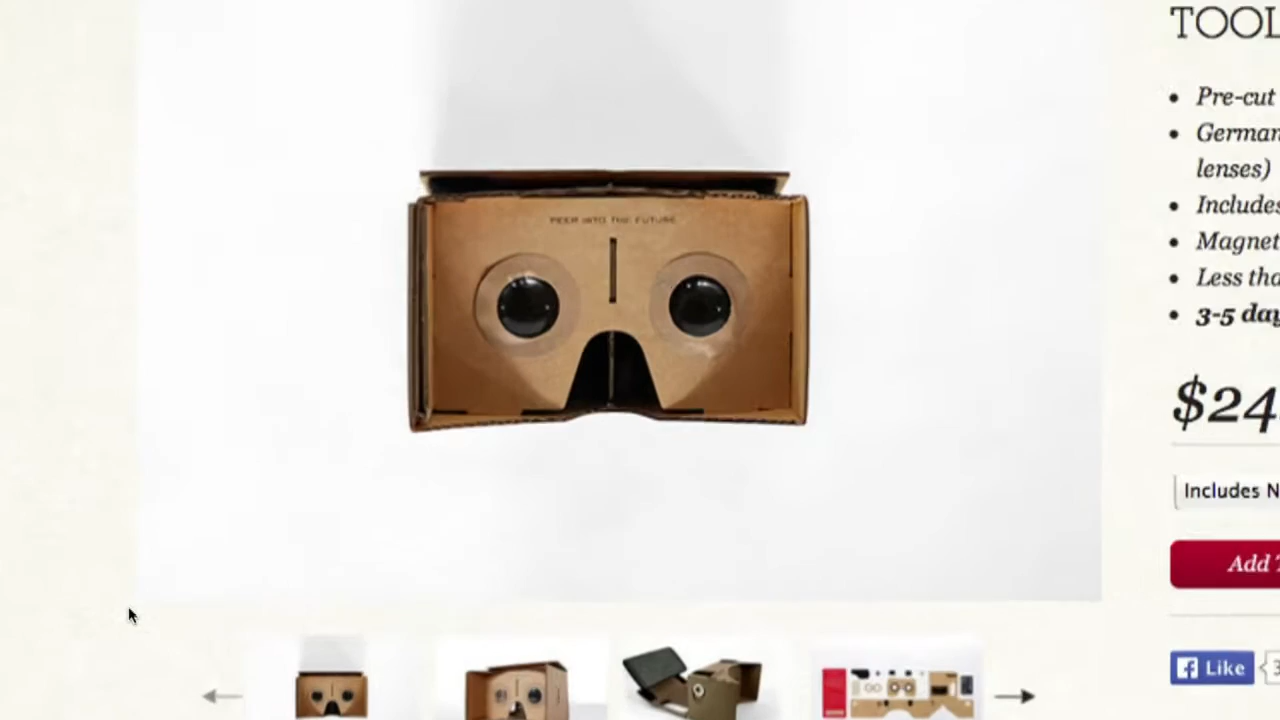 TOOL
Pre-cut
German
lenses)
Includes
Magnet
Less tha
3-5 day
$24.
PEER INTO THE FUTURE
Includes N
Add T
Like 3